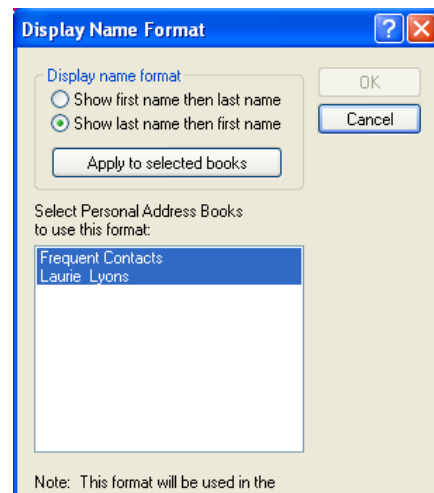 Display Name Format
Display name format
Show first name then last name
Show last name then first name
Apply to selected books
OK
Cancel
Select Personal Address Books
to use this format:
Frequent Contacts
Laurie Lyons
Note: This format will be used in the